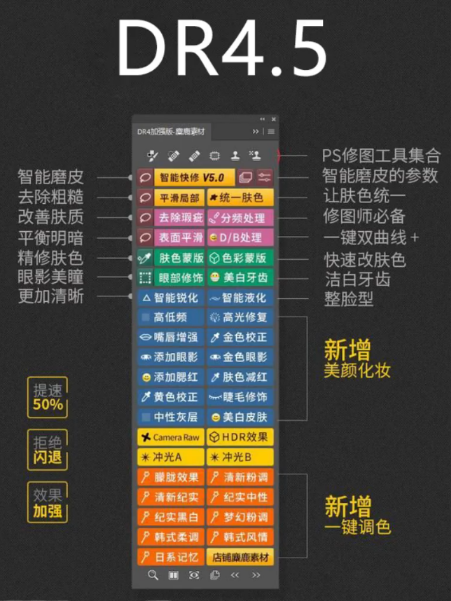 DR4.5
DR4加强版-麋鹿素材
PS修图工具集合
智能磨皮
智能快修 V5.0
智能磨皮的参数
去除粗糙
平滑局部
统一肤色
让肤色统一
改善肤质
去除瑕疵
分频处理
修图师必备
平衡明暗
表面平滑
D/B处理
一键双曲线 +
精修肤色
肤色蒙版
色彩蒙版
快速改肤色
眼影美瞳
眼部修饰
美白牙齿
洁白牙齿
更加清晰
智能锐化
智能液化
整脸型
高低频
高光修复
嘴唇增强
金色校正
添加眼影
金色眼影
添加腮红
肤色减红
黄色校正
睫毛修饰
中性灰层
美白皮肤
新增
美颜化妆
提速
50%
拒绝
闪退
效果
加强
Camera Raw
HDR效果
冲光A
冲光B
朦胧效果
清新粉调
清新纪实
纪实中性
纪实黑白
梦幻粉调
韩式柔调
韩式风情
日系记忆
店铺麋鹿素材
新增
一键调色